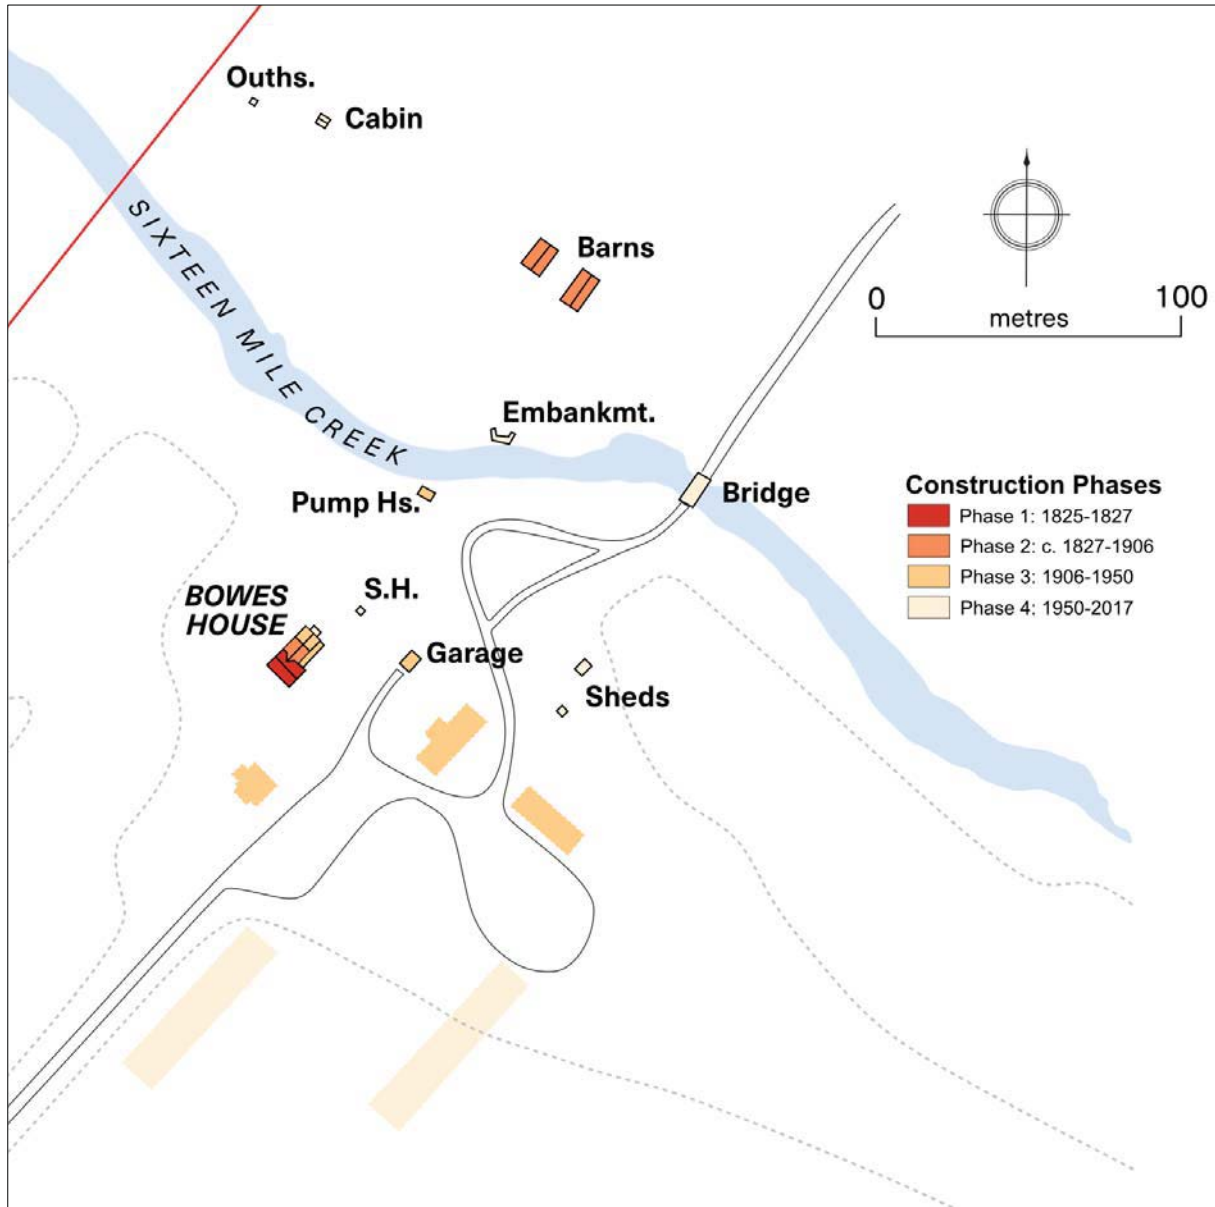 Ouths.
Cabin
SIXTEEN MILE CREEK
Barns
0 100
metres
Embankmt.
Pump Hs.
Bridge
Construction Phases
Phase 1: 1825-1827
Phase 2: c. 1827-1906
Phase 3: 1906-1950
Phase 4: 1950-2017
BOWES
HOUSE
S.H.
Garage
Sheds